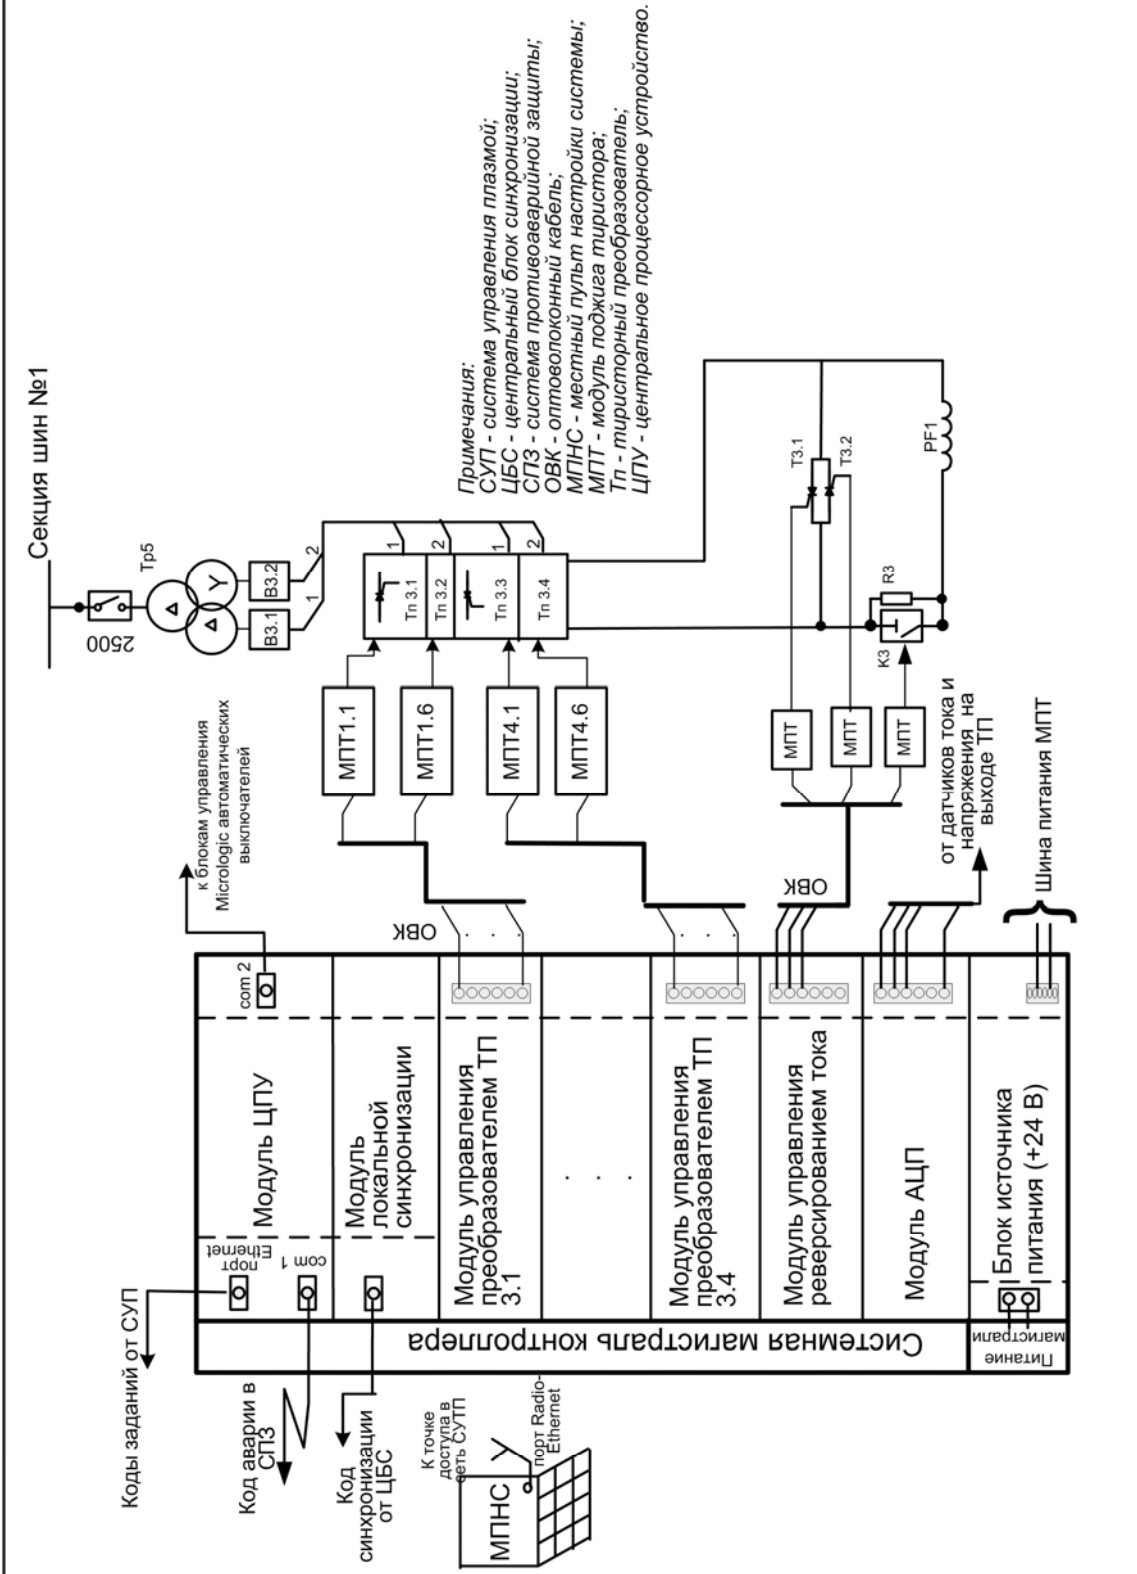 Секция шин №1
2500
Тр5
В3.1
В3.2
1
2
Тп 3.1
Тп 3.2
Тп 3.3
Тп 3.4
1
2
1
2
Примечания:
СУП - система управления плазмой;
ЦБС - центральный блок синхронизации;
СПЗ - система противоаварийной защиты;
ОВК - оптоволоконный кабель;
МПНС - местный пульт настройки системы;
МПТ - модуль поджига тиристора;
Тп - тиристорный преобразователь;
ЦПУ - центральное процессорное устройство.
МПТ1.1
МПТ1.6
МПТ4.1
МПТ4.6
Т3.1
Т3.2
PF1
R3
К3
МПТ
МПТ
МПТ
к блокам управления
Micrologic автоматических
выключателей
ОВК
ОВК
от датчиков тока и
напряжения на
выходе ТП
Шина питания МПТ
com 2
Модуль ЦПУ
порт
Ethernet
com 1
Модуль
локальной
синхронизации
Модуль управления
преобразователем ТП
3.1
. . .
Модуль управления
преобразователем ТП
3.4
Модуль управления
реверсированием тока
Модуль АЦП
Блок источника
питания (+24 В)
Системная магистраль контроллера
Питание
магистрали
Коды заданий от СУП
Код аварии в
СПЗ
Код
синхронизации
от ЦБС
К точке
доступа в
сеть СУТП
порт Radio-
Ethernet
МПНС